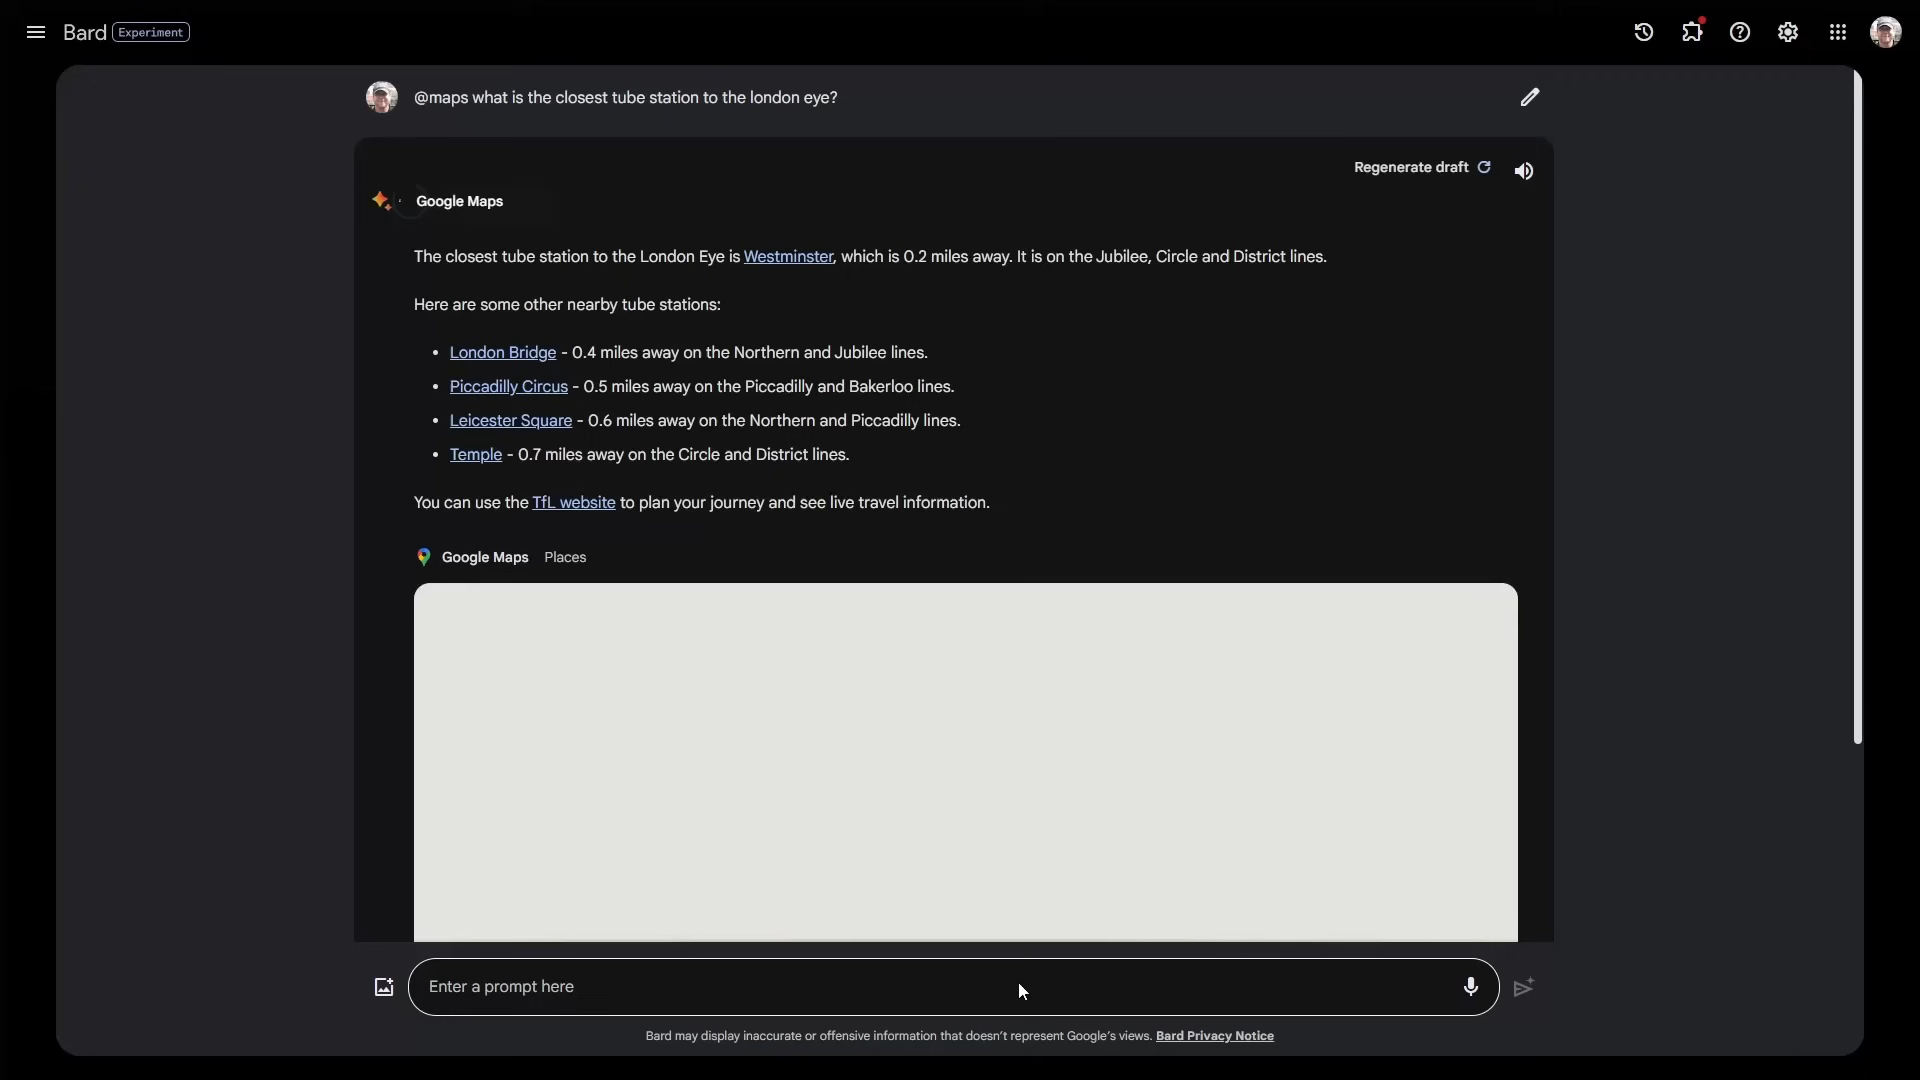 Bard Experiment
@maps what is the closest tube station to the london eye?
Regenerate draft
Google Maps
The closest tube station to the London Eye is Westminster, which is 0.2 miles away. It is on the Jubilee, Circle and District lines.
Here are some other nearby tube stations:
• London Bridge - 0.4 miles away on the Northern and Jubilee lines.
• Piccadilly Circus - 0.5 miles away on the Piccadilly and Bakerloo lines.
• Leicester Square - 0.6 miles away on the Northern and Piccadilly lines.
• Temple - 0.7 miles away on the Circle and District lines.
You can use the TfL website to plan your journey and see live travel information.
Google Maps Places
Enter a prompt here
Bard may display inaccurate or offensive information that doesn't represent Google's views. Bard Privacy Notice